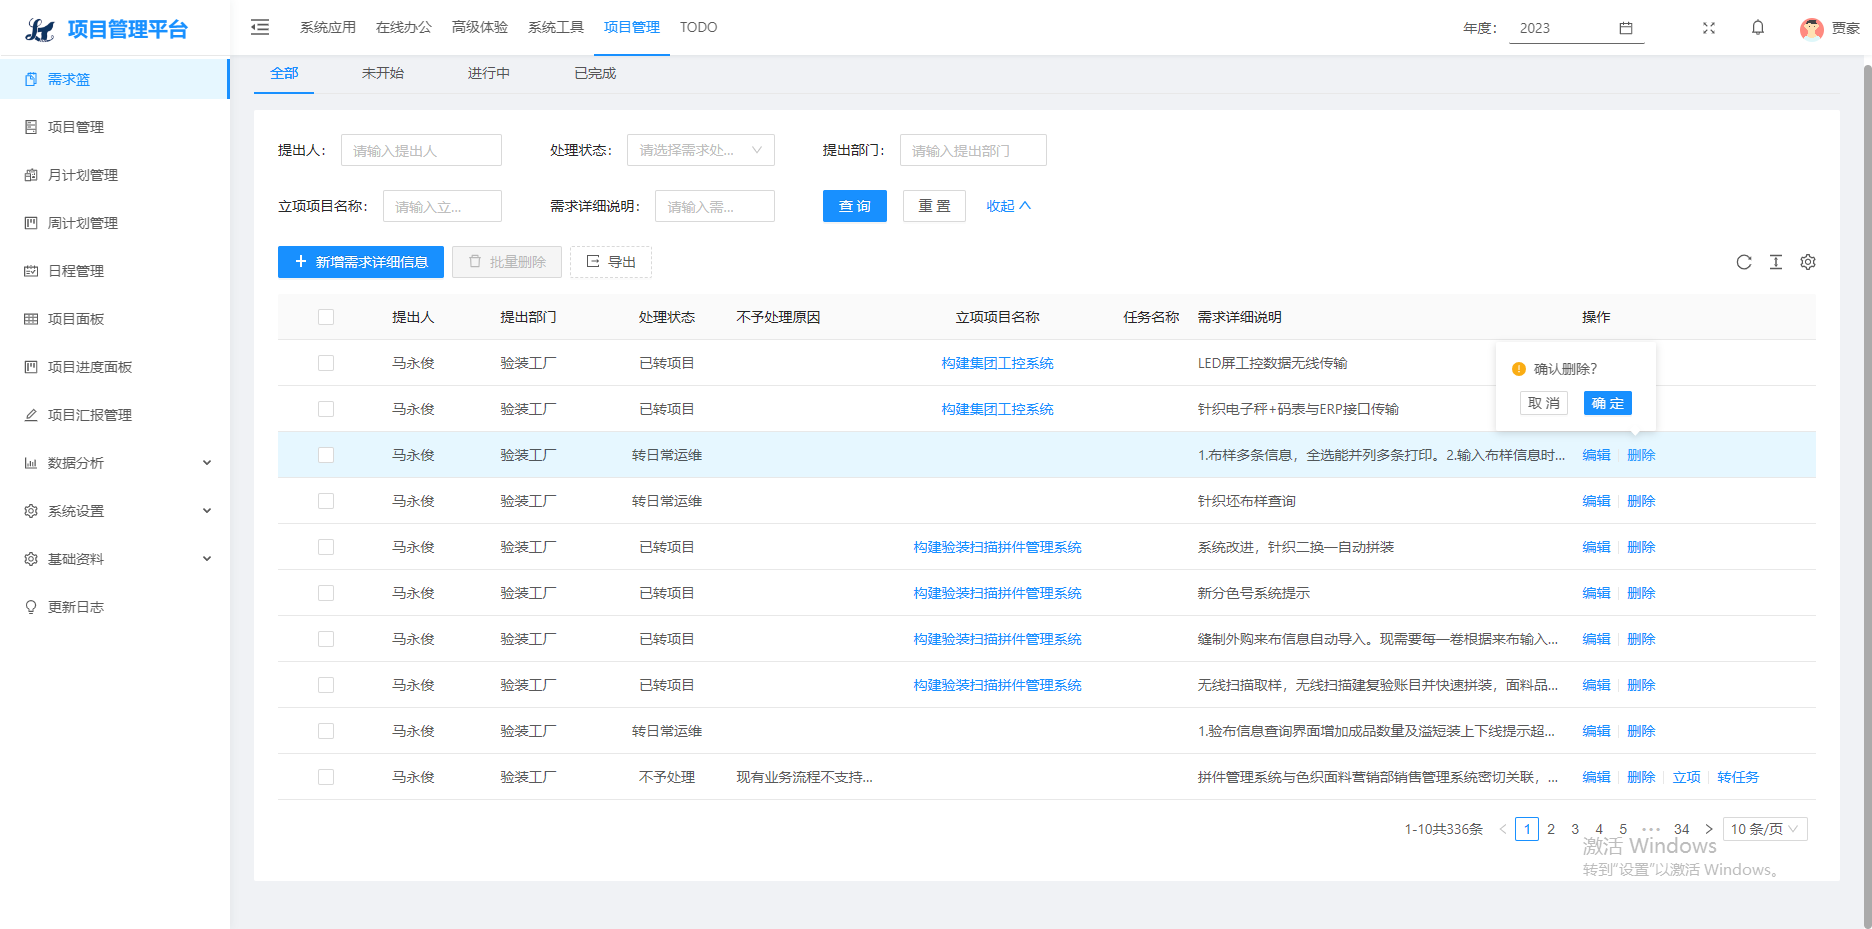 项目管理平台
系统应用 在线办公 高级体验 系统工具 项目管理 TODO 年度： 2023 贾豪
需求篮
项目管理
月计划管理
周计划管理
日程管理
项目面板
项目进度面板
项目汇报管理
数据分析
系统设置
基础资料
更新日志
全部 未开始 进行中 已完成
提出人： 请输入提出人 处理状态： 请选择需求处... 提出部门： 请输入提出部门
立项项目名称： 请输入立... 需求详细说明： 请输入需... 查 询 重 置 收起
新增需求详细信息 批量删除 导出
提出人 提出部门 处理状态 不予处理原因 立项项目名称 任务名称 需求详细说明 操作
马永俊 验装工厂 已转项目 构建集团工控系统 LED屏工控数据无线传输
确认删除?
取 消 确 定
马永俊 验装工厂 已转项目 构建集团工控系统 针织电子秤+码表与ERP接口传输
马永俊 验装工厂 转日常运维 1.布样多条信息，全选能并列多条打印。2.输入布样信息时... 编辑 删除
马永俊 验装工厂 转日常运维 针织坯布样查询 编辑 删除
马永俊 验装工厂 已转项目 构建验装扫描拼件管理系统 系统改进，针织二换一自动拼装 编辑 删除
马永俊 验装工厂 已转项目 构建验装扫描拼件管理系统 新分色号系统提示 编辑 删除
马永俊 验装工厂 已转项目 构建验装扫描拼件管理系统 缝制外购来布信息自动导入。现需要每一卷根据来布输入... 编辑 删除
马永俊 验装工厂 已转项目 构建验装扫描拼件管理系统 无线扫描取样，无线扫描建复验账目并快速拼装，面料品... 编辑 删除
马永俊 验装工厂 转日常运维 1.验布信息查询界面增加成品数量及溢短装上下线提示超... 编辑 删除
马永俊 验装工厂 不予处理 现有业务流程不支持... 拼件管理系统与色织面料营销部销售管理系统密切关联，... 编辑 删除 立项 转任务
1-10共336条 1 2 3 4 5 ••• 34 10 条/页
激活 Windows
转到“设置”以激活 Windows。